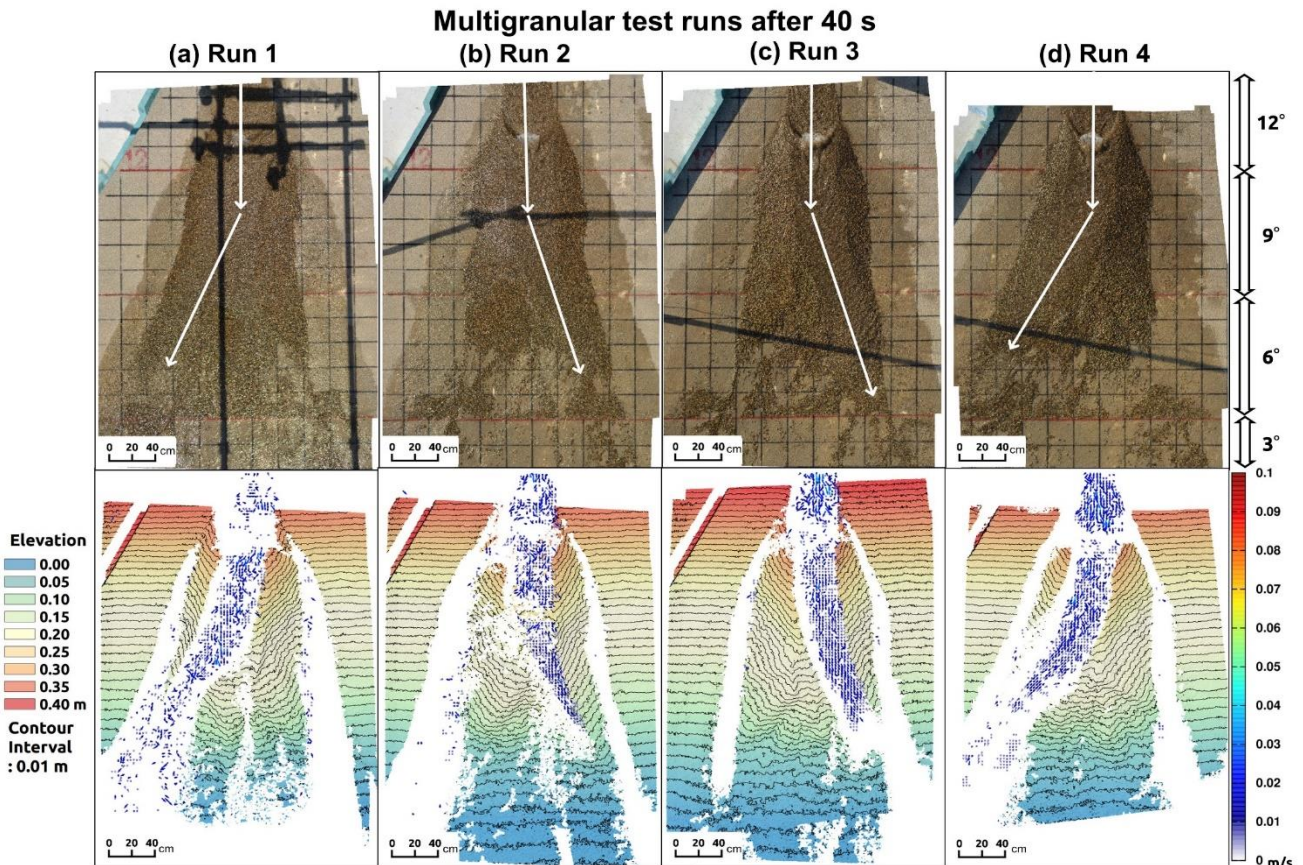 Multigranular test runs after 40 s
(a) Run 1
(b) Run 2
(c) Run 3
(d) Run 4
12°
9°
6°
3°
0 20 40 cm
0 20 40 cm
0 20 40 cm
0 20 40 cm
Elevation
0.00
0.05
0.10
0.15
0.20
0.25
0.30
0.35
0.40 m
Contour
Interval
: 0.01 m
0 20 40 cm
0 20 40 cm
0 20 40 cm
0 20 40 cm
0.1
0.09
0.08
0.07
0.06
0.05
0.04
0.03
0.02
0.01
0 m/s